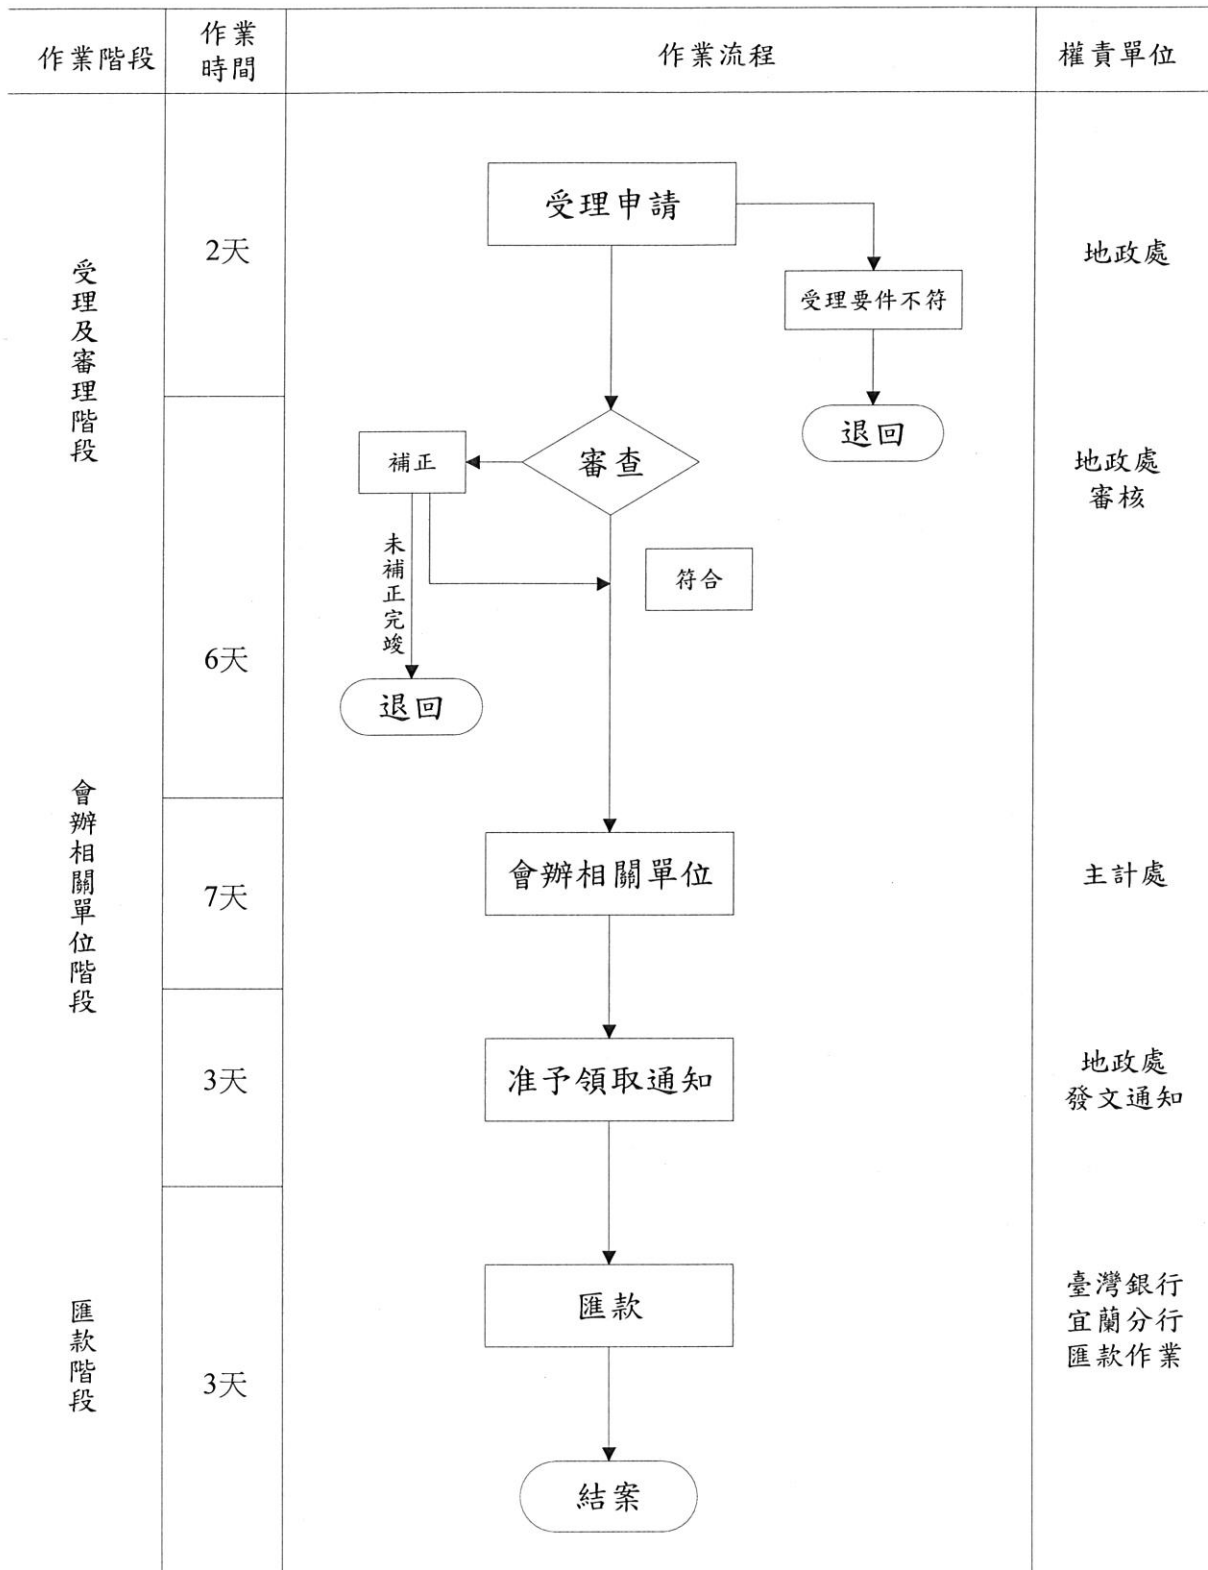 作業階段
作業
時間
作業流程
權責單位
受理及審理階段
2天
受理申請
受理要件不符
退回
地政處
審查
補正
未補正完竣
符合
退回
6天
地政處
審核
會辦相關單位階段
7天
會辦相關單位
主計處
3天
准予領取通知
地政處
發文通知
匯款階段
3天
匯款
臺灣銀行
宜蘭分行
匯款作業
結案